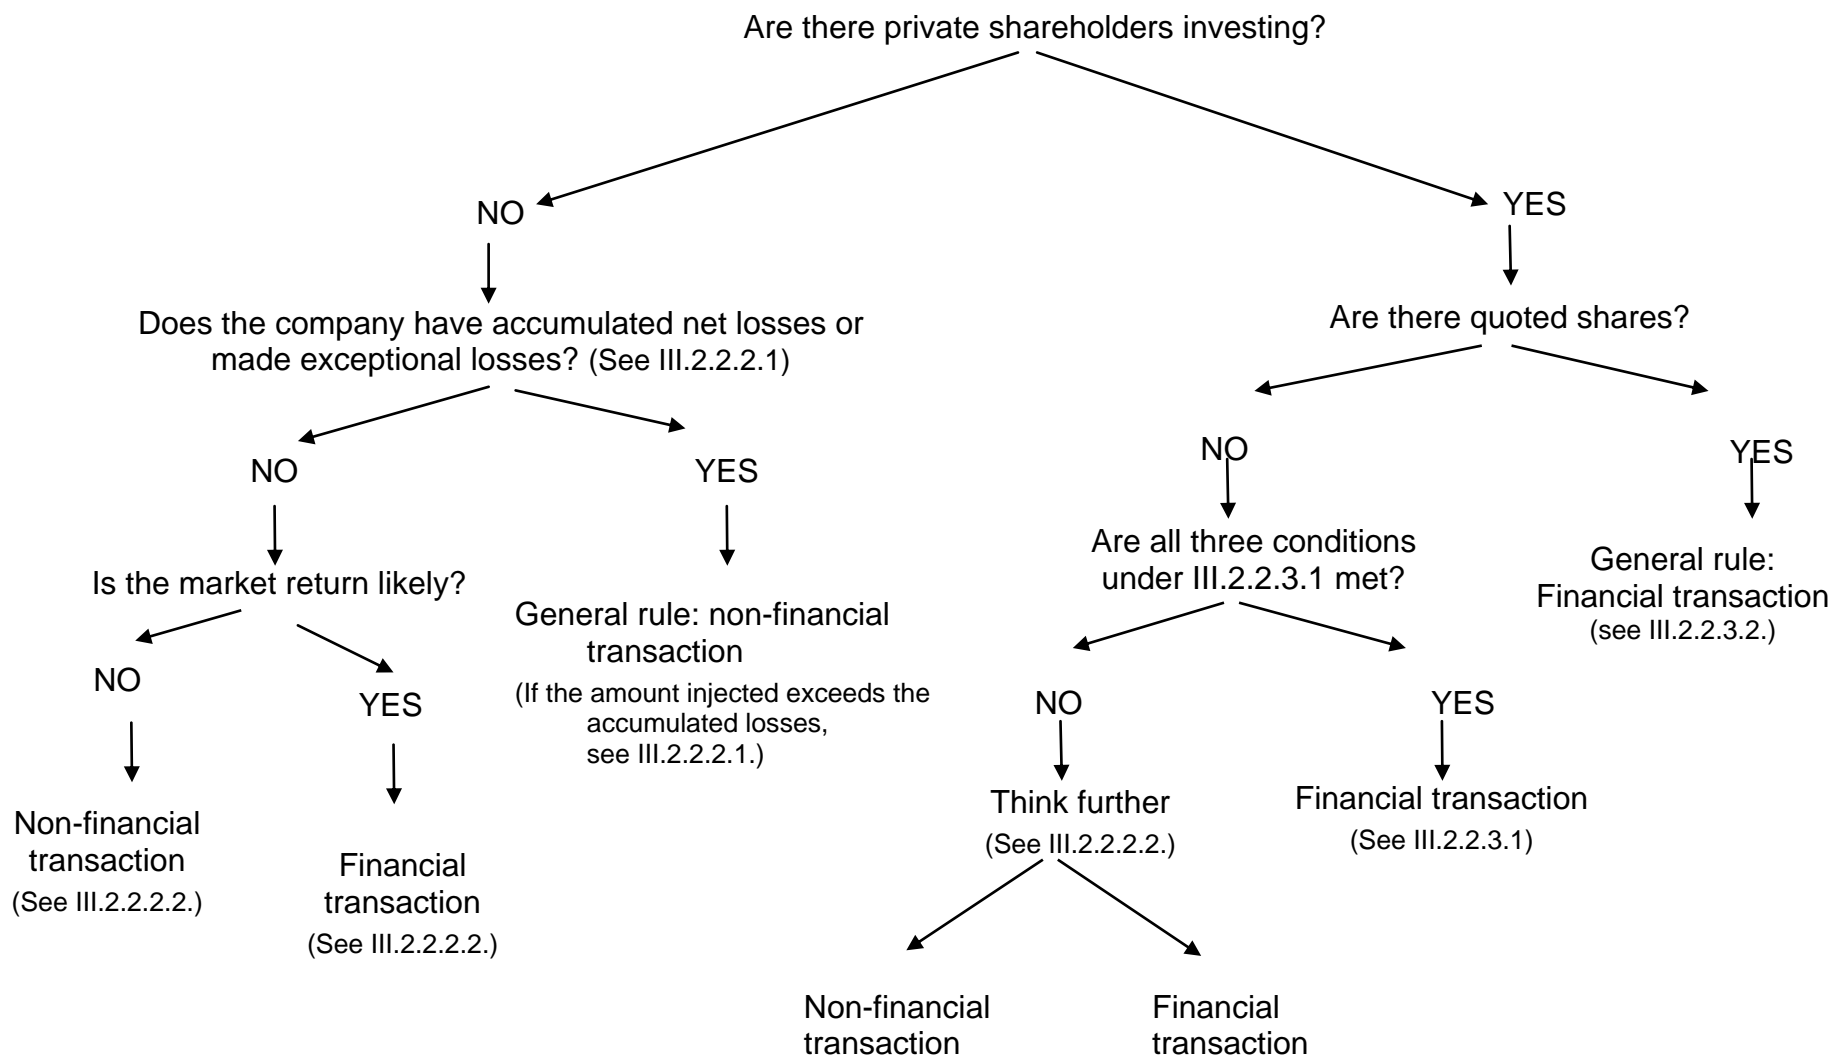 Are there private shareholders investing?
NO
YES
Does the company have accumulated net losses or
made exceptional losses? (See III.2.2.2.1)
Are there quoted shares?
NO
YES
NO
YES
Is the market return likely?
General rule: non-financial
transaction
(If the amount injected exceeds the
accumulated losses,
see III.2.2.2.1.)
Are all three conditions
under III.2.2.3.1 met?
General rule:
Financial transaction
(see III.2.2.3.2.)
NO
YES
NO
YES
Non-financial
transaction
(See III.2.2.2.2.)
Financial
transaction
(See III.2.2.2.2.)
Think further
(See III.2.2.2.2.)
Financial transaction
(See III.2.2.3.1)
Non-financial
transaction
Financial
transaction